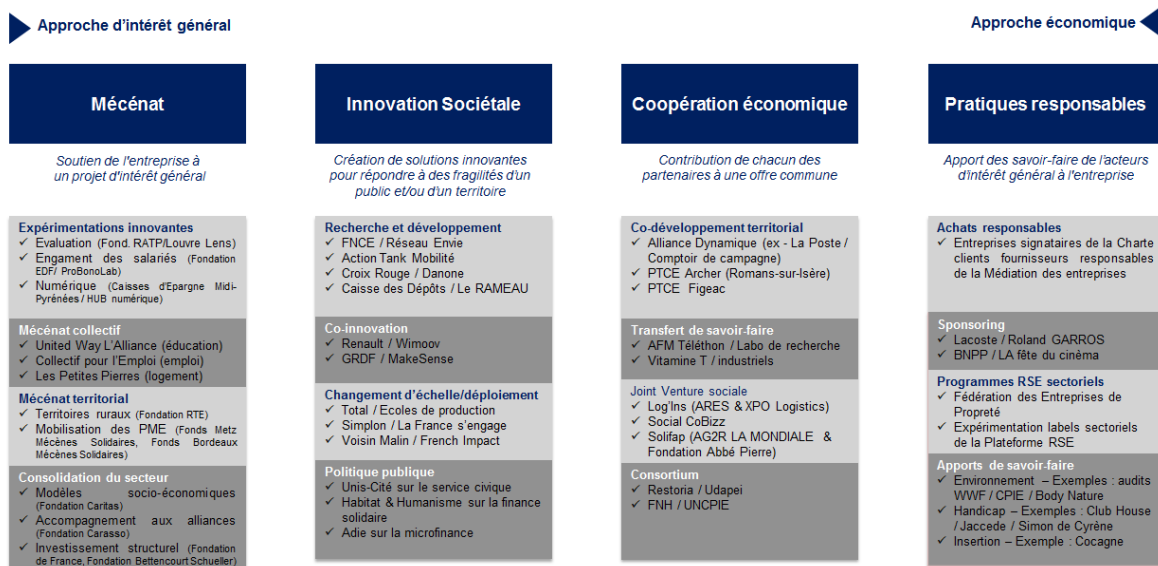 Approche d'intérêt général
Approche économique
Mécénat
Soutien de l'entreprise à
un projet d'intérêt général
Expérimentations innovantes
✓ Evaluation (Fond. RATP/Louvre Lens)
✓ Engament des salariés (Fondation
EDF/ ProBonoLab)
✓ Numérique (Caisses d'Epargne Midi-
Pyrénées / HUB numérique)
Mécénat collectif
✓ United Way L'Alliance (éducation)
✓ Collectif pour l'Emploi (emploi)
✓ Les Petites Pierres (logement)
Mécénat territorial
✓ Territoires ruraux (Fondation RTE)
✓ Mobilisation des PME (Fonds Metz
Mécènes Solidaires, Fonds Bordeaux
Mécènes Solidaires)
Consolidation du secteur
✓ Modèles socio-économiques
(Fondation Caritas)
✓ Accompagnement aux alliances
(Fondation Carasso)
✓ Investissement structurel (Fondation
de France, Fondation Bettencourt Schueller)
Innovation Sociétale
Création de solutions innovantes
pour répondre à des fragilités d'un
public et/ou d'un territoire
Recherche et développement
✓ FNCE / Réseau Envie
✓ Action Tank Mobilité
✓ Croix Rouge / Danone
✓ Caisse des Dépôts / Le RAMEAU
Co-innovation
✓ Renault / Wimoov
✓ GRDF / MakeSense
Changement d'échelle/déploiement
✓ Total / Ecoles de production
✓ Simplon / La France s'engage
✓ Voisin Malin / French Impact
Politique publique
✓ Unis-Cité sur le service civique
✓ Habitat & Humanisme sur la finance
solidaire
✓ Adie sur la microfinance
Coopération économique
Contribution de chacun des
partenaires à une offre commune
Co-développement territorial
✓ Alliance Dynamique (ex - La Poste /
Comptoir de campagne)
✓ PTCE Archer (Romans-sur-Isère)
✓ PTCE Figeac
Transfert de savoir-faire
✓ AFM Téléthon / Labo de recherche
✓ Vitamine T / industriels
Joint Venture sociale
✓ Log'Ins (ARES & XPO Logistics)
✓ Social CoBizz
✓ Solifap (AG2R LA MONDIALE &
Fondation Abbé Pierre)
Consortium
✓ Restoria / Udapei
✓ FNH / UNCPIE
Pratiques responsables
Apport des savoir-faire de l'acteurs
d'intérêt général à l'entreprise
Achats responsables
✓ Entreprises signataires de la Charte
clients fournisseurs responsables
de la Médiation des entreprises
Sponsoring
✓ Lacoste / Roland GARROS
✓ BNPP / LA fête du cinéma
Programmes RSE sectoriels
✓ Fédération des Entreprises de
Propreté
✓ Expérimentation labels sectoriels
de la Plateforme RSE
Apports de savoir-faire
✓ Environnement – Exemples : audits
WWF / CPIE / Body Nature
✓ Handicap – Exemples : Club House
/ Jaccede / Simon de Cyrène
✓ Insertion – Exemple : Cocagne